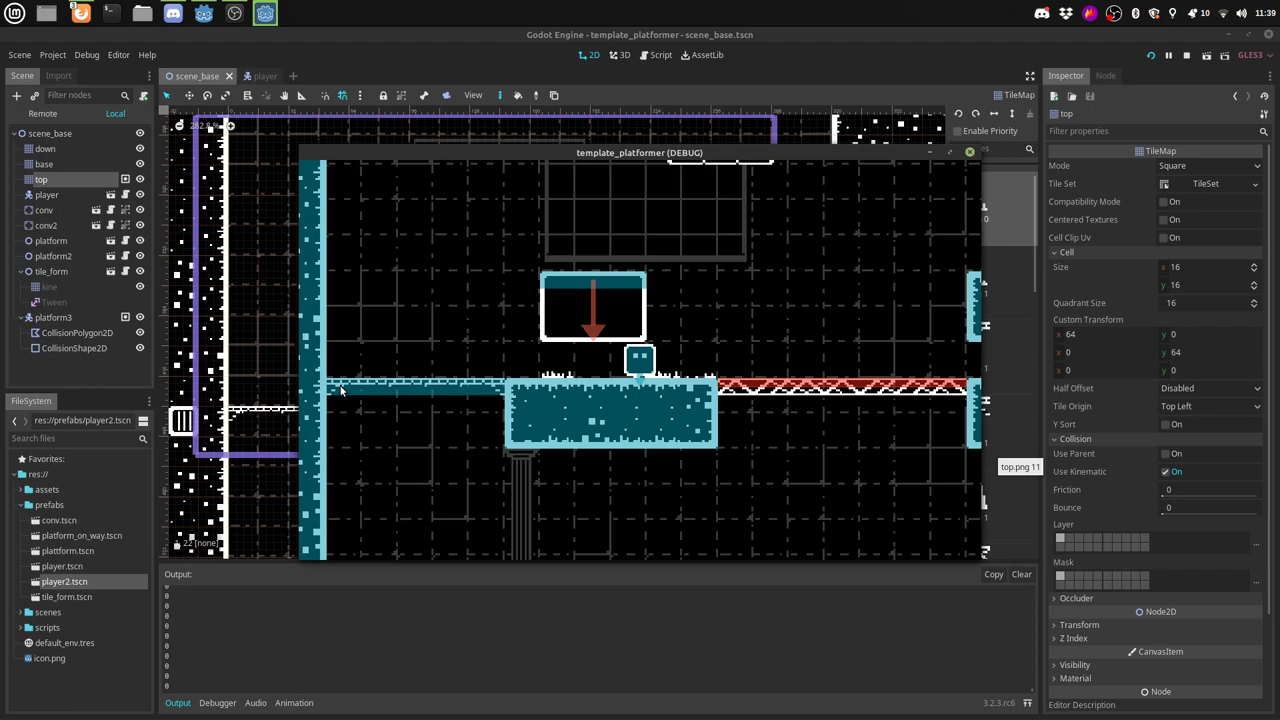 3
10
11:39
Godot Engine - template_platformer - scene_base.tscn
Scene Project Debug Editor Help
2D 3D Script AssetLib
GLES3
Scene Import
scene_base player
Inspector Node
Filter nodes
View
TileMap
Remote Local
282.8 %
Enable Priority
top
Filter properties
scene_base
down
base
top
player
conv
conv2
platform
platform2
tile_form
kine
Tween
platform3
CollisionPolygon2D
CollisionShape2D
template_platformer (DEBUG)
TileMap
Mode Square
Tile Set TileSet
Compatibility Mode On
Centered Textures On
Cell Clip Uv On
Cell
Size x 16
y 16
Quadrant Size 16
Custom Transform
x 64 y 0
x 0 y 64
x 0 y 0
Half Offset Disabled
Tile Origin Top Left
Y Sort On
Collision
Use Parent On
Use Kinematic On
Friction 0
Bounce 0
Layer
Mask
Occluder
Node2D
Transform
Z Index
CanvasItem
Visibility
Material
Node
Editor Description
top.png 11
FileSystem
res://prefabs/player2.tscn
Search files
Favorites:
res://
assets
prefabs
conv.tscn
platform_on_way.tscn
plattform.tscn
player.tscn
player2.tscn
tile_form.tscn
scenes
scripts
default_env.tres
icon.png
Output:
Copy Clear
0
0
0
0
0
0
0
0
0
0
Output Debugger Audio Animation
3.2.3.rc6